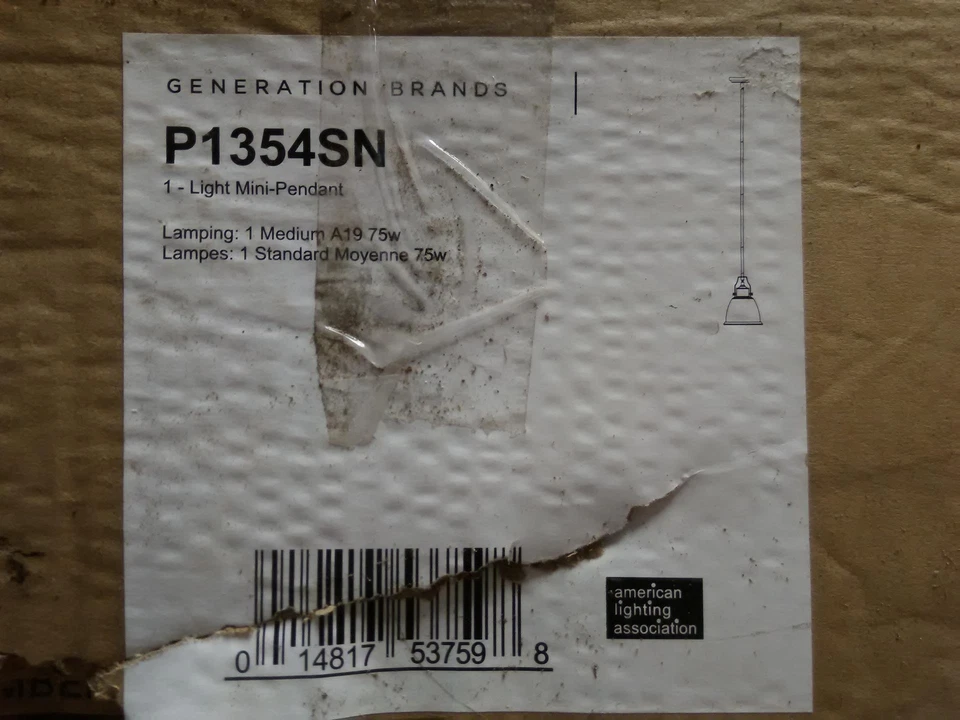 GENERATION BRANDS
P1354SN
1 - Light Mini-Pendant
Lamping: 1 Medium A19 75w
Lampes: 1 Standard Moyenne 75w
american
lighting
association
0 14817 53759 8